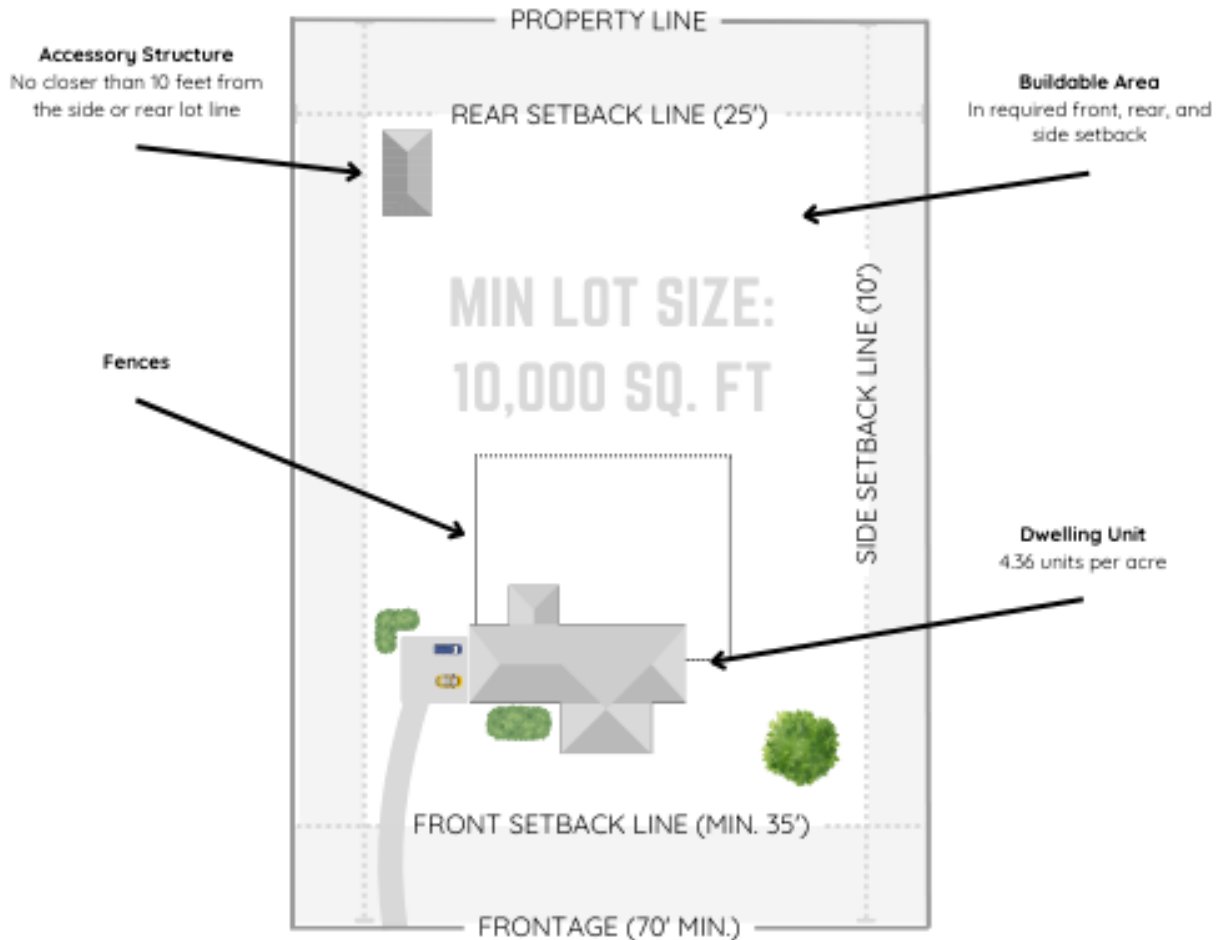 PROPERTY LINE
Accessory Structure
No closer than 10 feet from
the side or rear lot line
Buildable Area
In required front, rear, and
side setback
REAR SETBACK LINE (25')
MIN LOT SIZE:
10,000 SQ. FT
SIDE SETBACK LINE (10')
Fences
Dwelling Unit
4.36 units per acre
FRONT SETBACK LINE (MIN. 35')
FRONTAGE (70' MIN.)